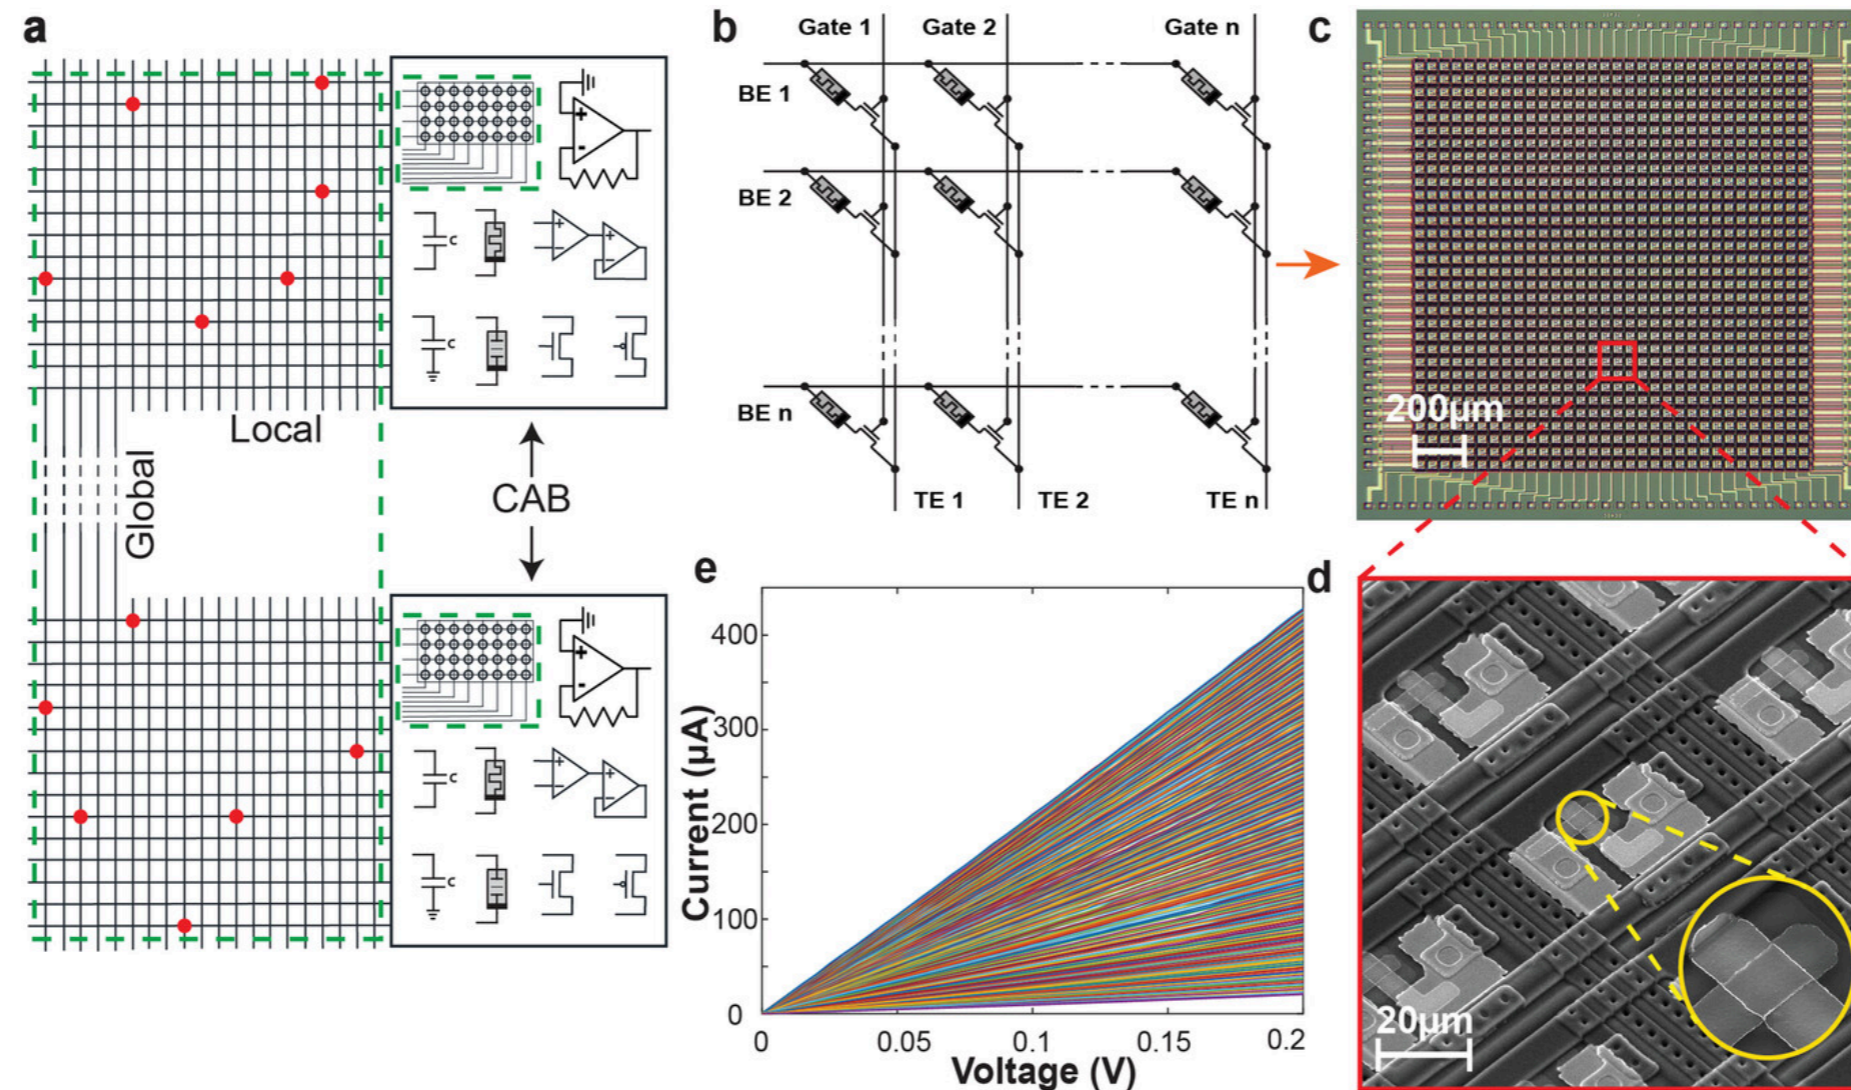 a
Local
Global
CAB
c
c
+
-
+
-
+
-
c
c
+
-
+
-
+
-
b
Gate 1 Gate 2 Gate n
BE 1
BE 2
BE n
TE 1 TE 2 TE n
c
200µm
d
20µm
e
Current (µA)
400
300
200
100
0
0 0.05 0.1 0.15 0.2
Voltage (V)